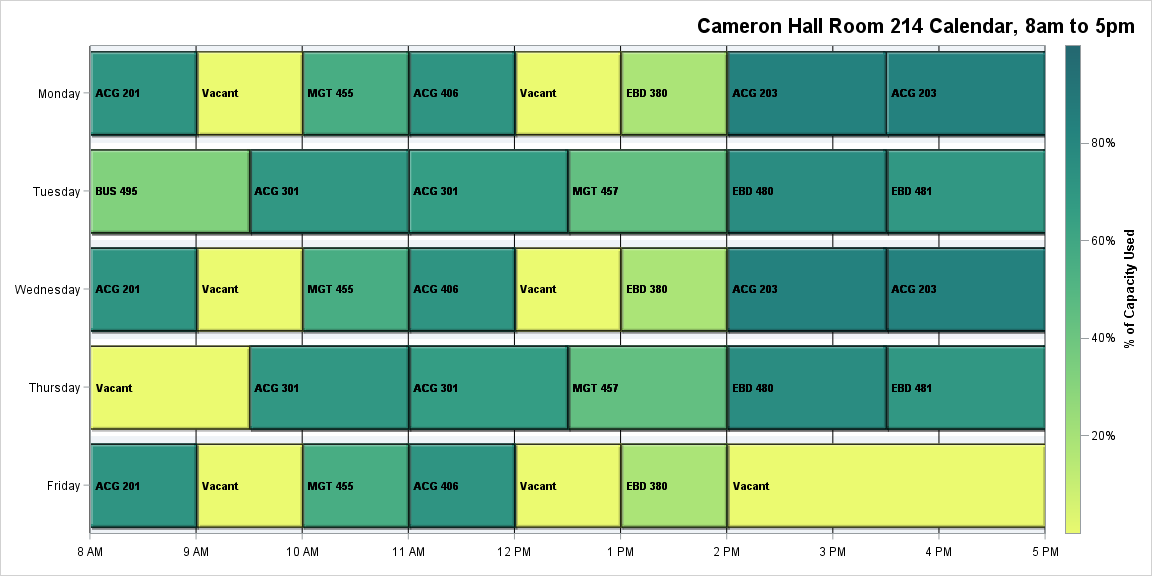 Cameron Hall Room 214 Calendar, 8am to 5pm
Monday
ACG 201
Vacant
MGT 455
ACG 406
Vacant
EBD 380
ACG 203
ACG 203
Tuesday
BUS 495
ACG 301
ACG 301
MGT 457
EBD 480
EBD 481
Wednesday
ACG 201
Vacant
MGT 455
ACG 406
Vacant
EBD 380
ACG 203
ACG 203
Thursday
Vacant
ACG 301
ACG 301
MGT 457
EBD 480
EBD 481
Friday
ACG 201
Vacant
MGT 455
ACG 406
Vacant
EBD 380
Vacant
8 AM
9 AM
10 AM
11 AM
12 PM
1 PM
2 PM
3 PM
4 PM
5 PM
80%
60%
40%
20%
% of Capacity Used